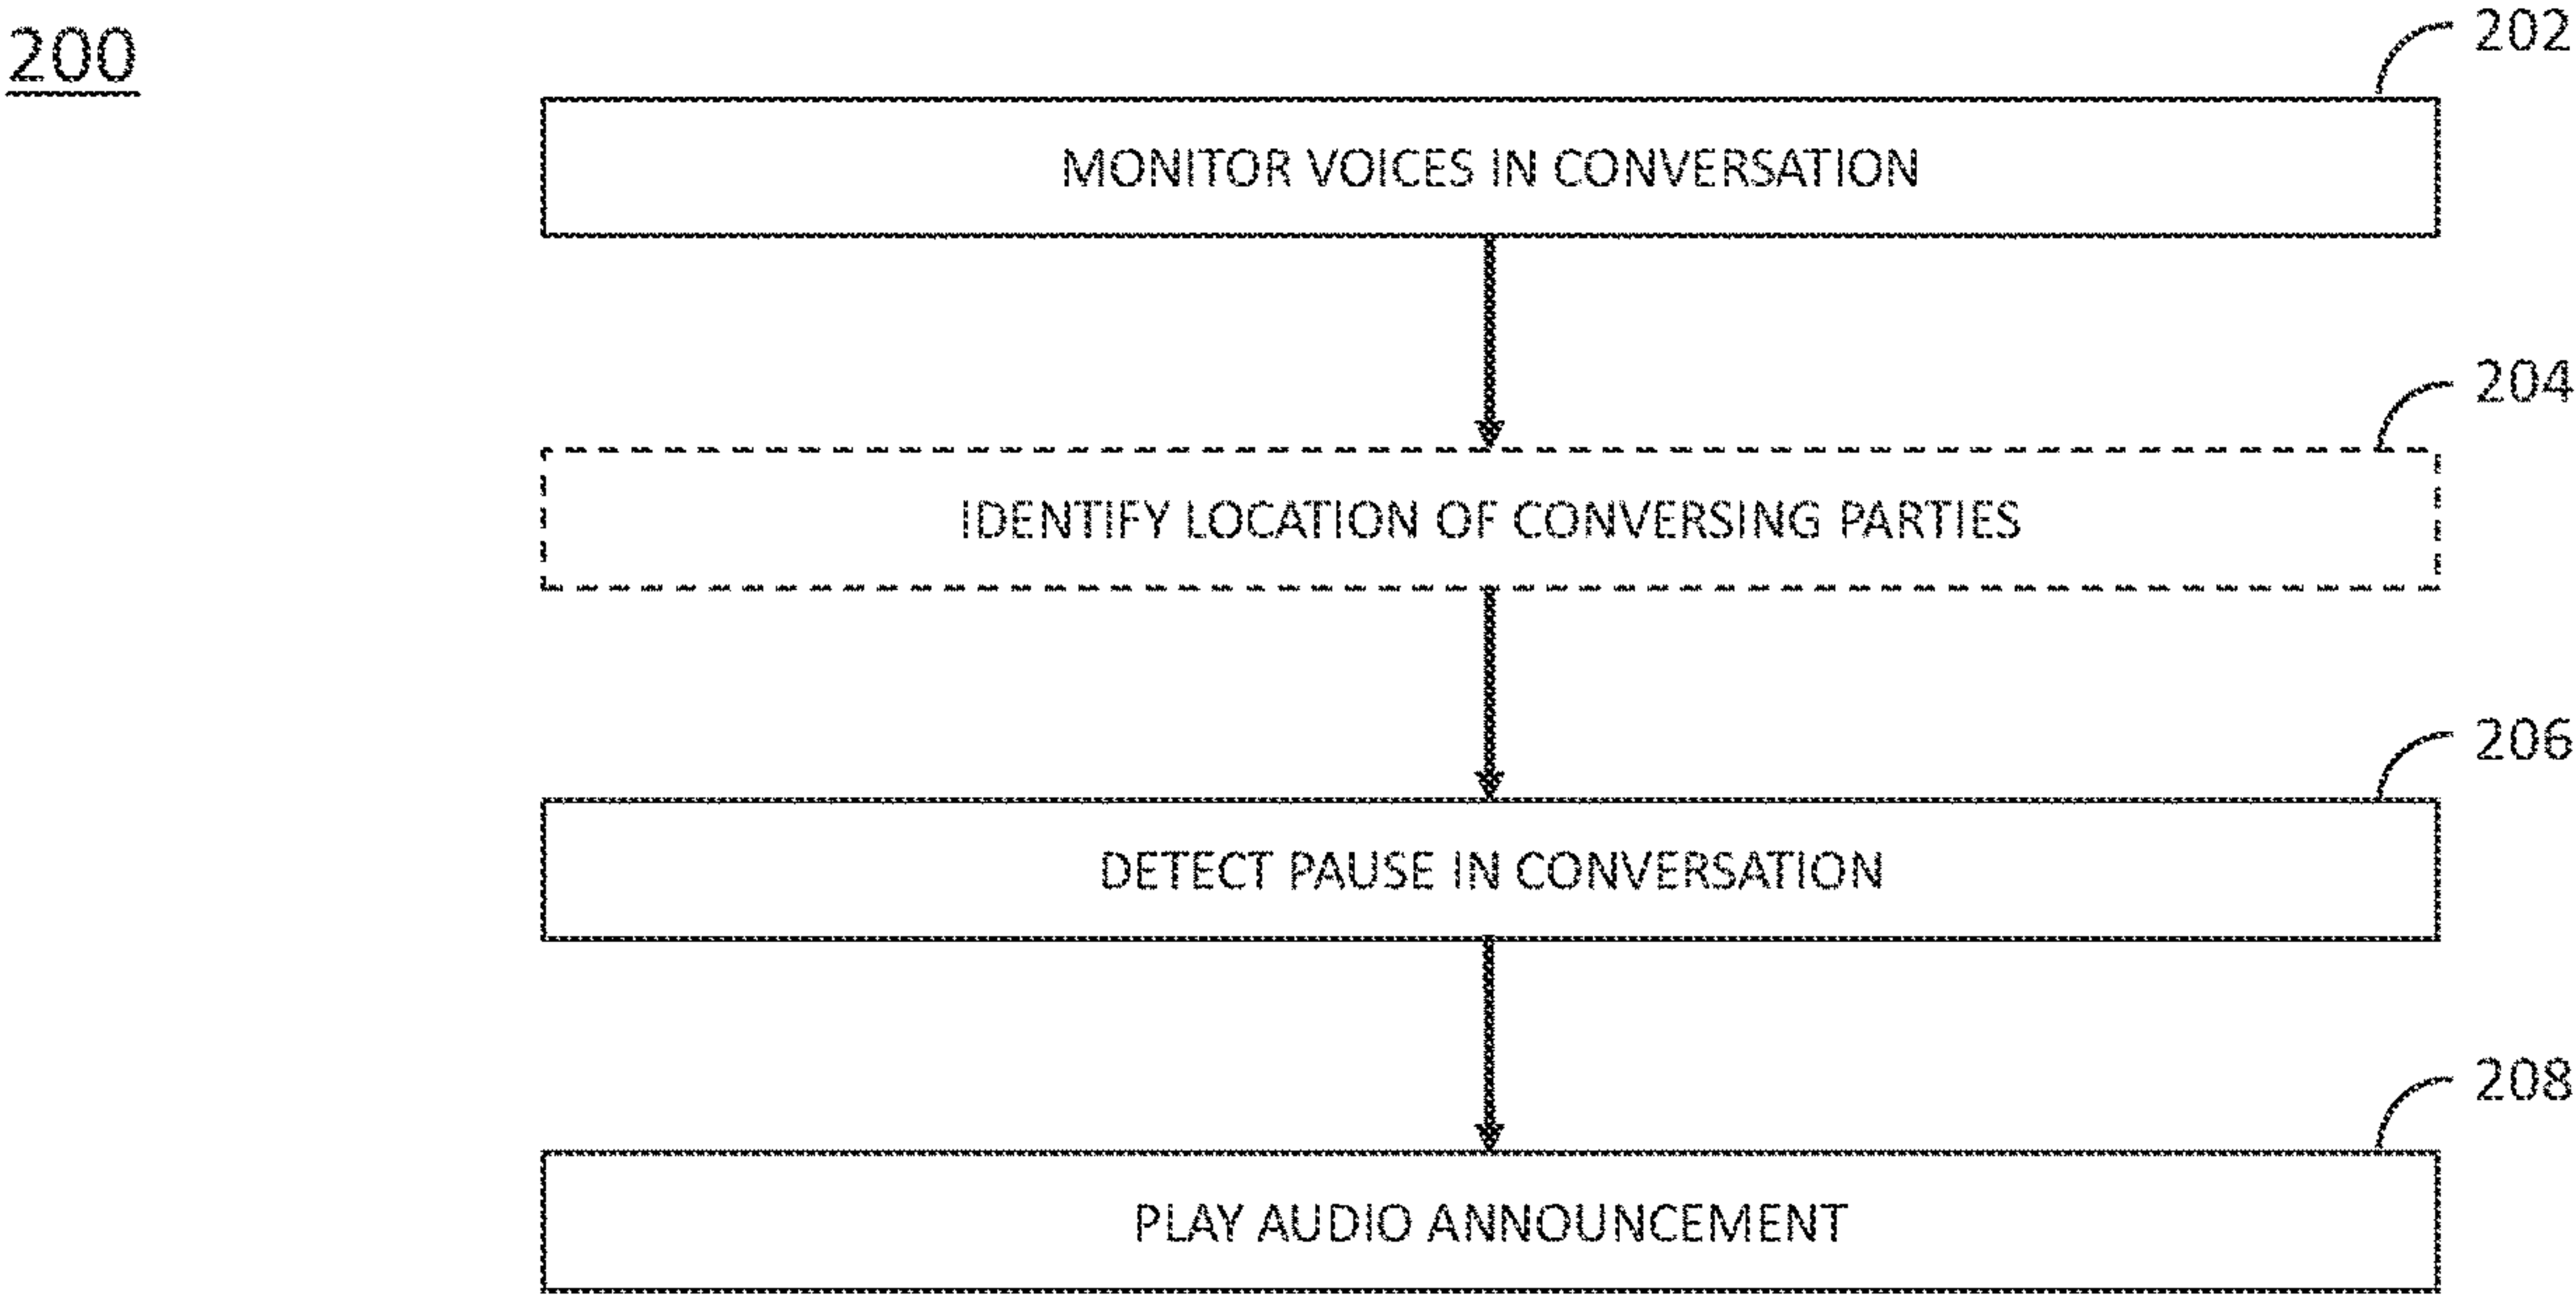 200
202
MONITOR VOICES IN CONVERSATION
204
IDENTIFY LOCATION OF CONVERSING PARTIES
206
DETECT PAUSE IN CONVERSATION
208
PLAY AUDIO ANNOUNCEMENT